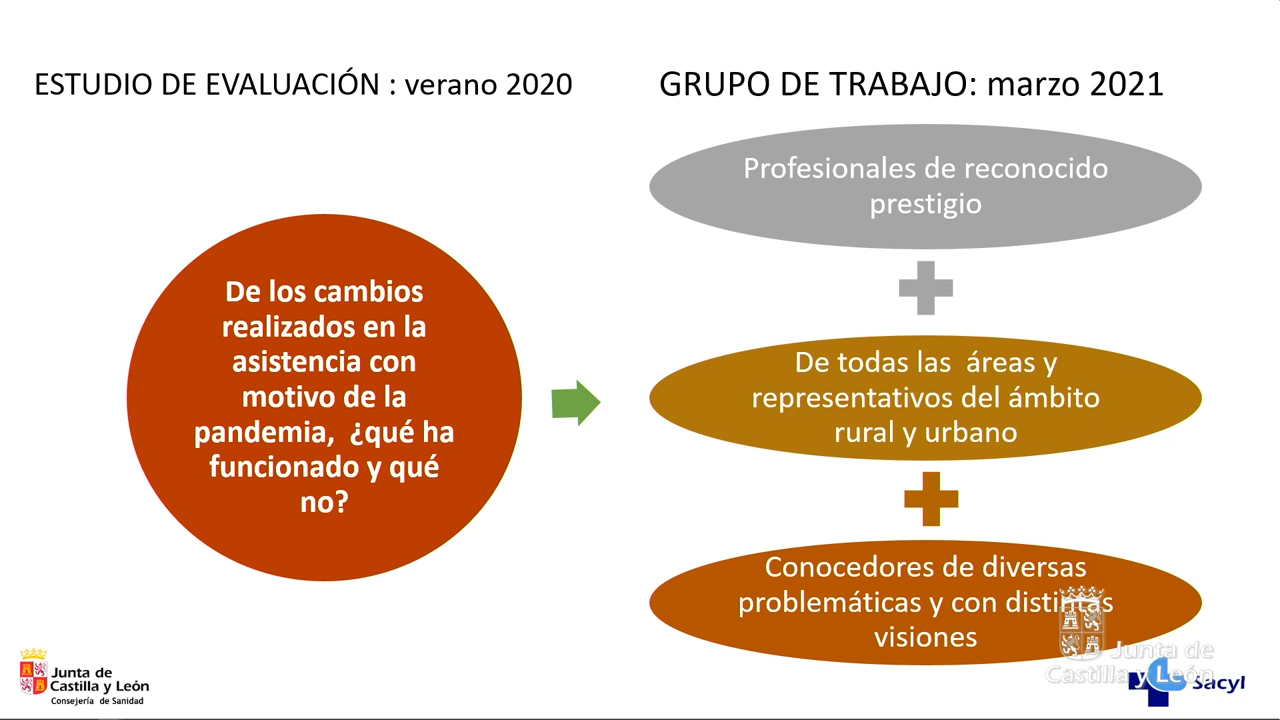 ESTUDIO DE EVALUACIÓN : verano 2020
De los cambios
realizados en la
asistencia con
motivo de la
pandemia, ¿qué ha
funcionado y qué
no?
GRUPO DE TRABAJO: marzo 2021
Profesionales de reconocido
prestigio
De todas las áreas y
representativos del ámbito
rural y urbano
Conocedores de diversas
problemáticas y con distintas
visiones
Junta de
Castilla y León
Consejería de Sanidad
Junta de
Castilla y León
Sacyl